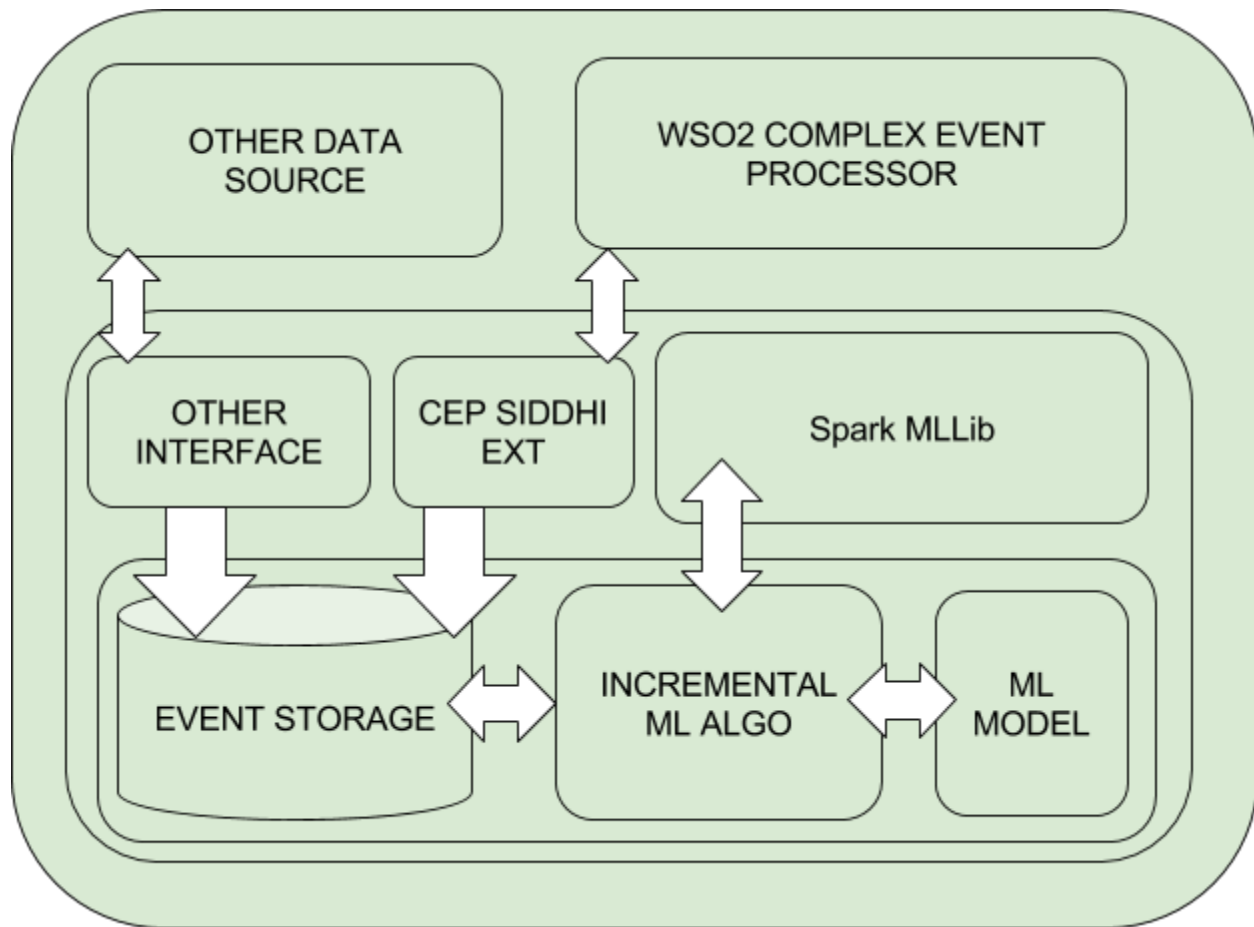 OTHER DATA
SOURCE
WSO2 COMPLEX EVENT
PROCESSOR
OTHER
INTERFACE
CEP SIDDHI
EXT
Spark MLLib
EVENT STORAGE
INCREMENTAL
ML ALGO
ML
MODEL